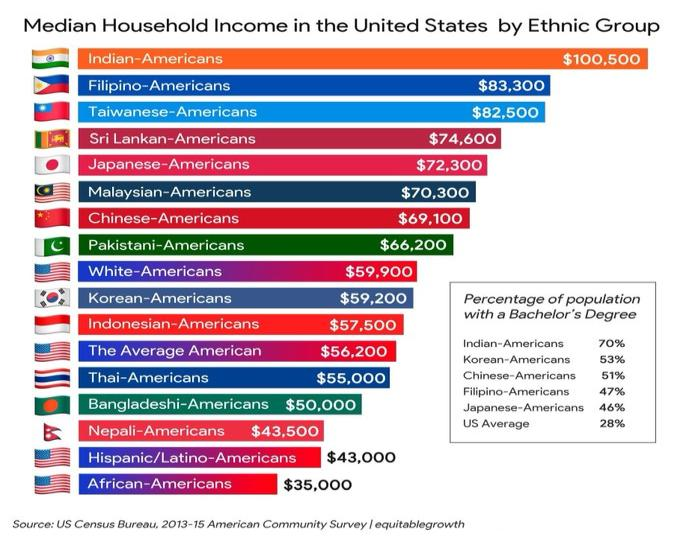 Median Household Income in the United States by Ethnic Group
Indian-Americans $100,500
Filipino-Americans $83,300
Taiwanese-Americans $82,500
Sri Lankan-Americans $74,600
Japanese-Americans $72,300
Malaysian-Americans $70,300
Chinese-Americans $69,100
Pakistani-Americans $66,200
White-Americans $59,900
Korean-Americans $59,200
Indonesian-Americans $57,500
The Average American $56,200
Thai-Americans $55,000
Bangladeshi-Americans $50,000
Nepali-Americans $43,500
Hispanic/Latino-Americans $43,000
African-Americans $35,000
Percentage of population
with a Bachelor's Degree
Indian-Americans 70%
Korean-Americans 53%
Chinese-Americans 51%
Filipino-Americans 47%
Japanese-Americans 46%
US Average 28%
Source: US Census Bureau, 2013-15 American Community Survey | equitablegrowth